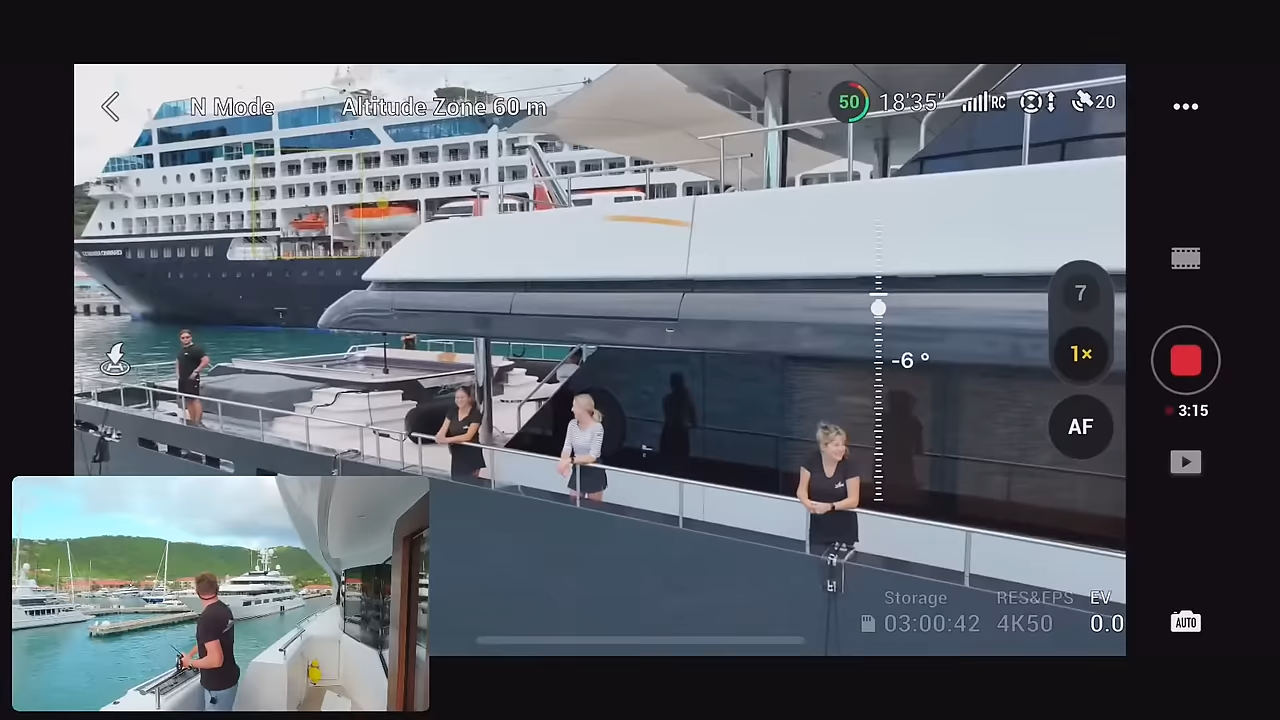 N Mode
Altitude Zone 60 m
50
18'35"
RC
20
7
1×
-6 °
AF
3:15
Storage
RES&FPS
EV
03:00:42
4K50
0.0
AUTO